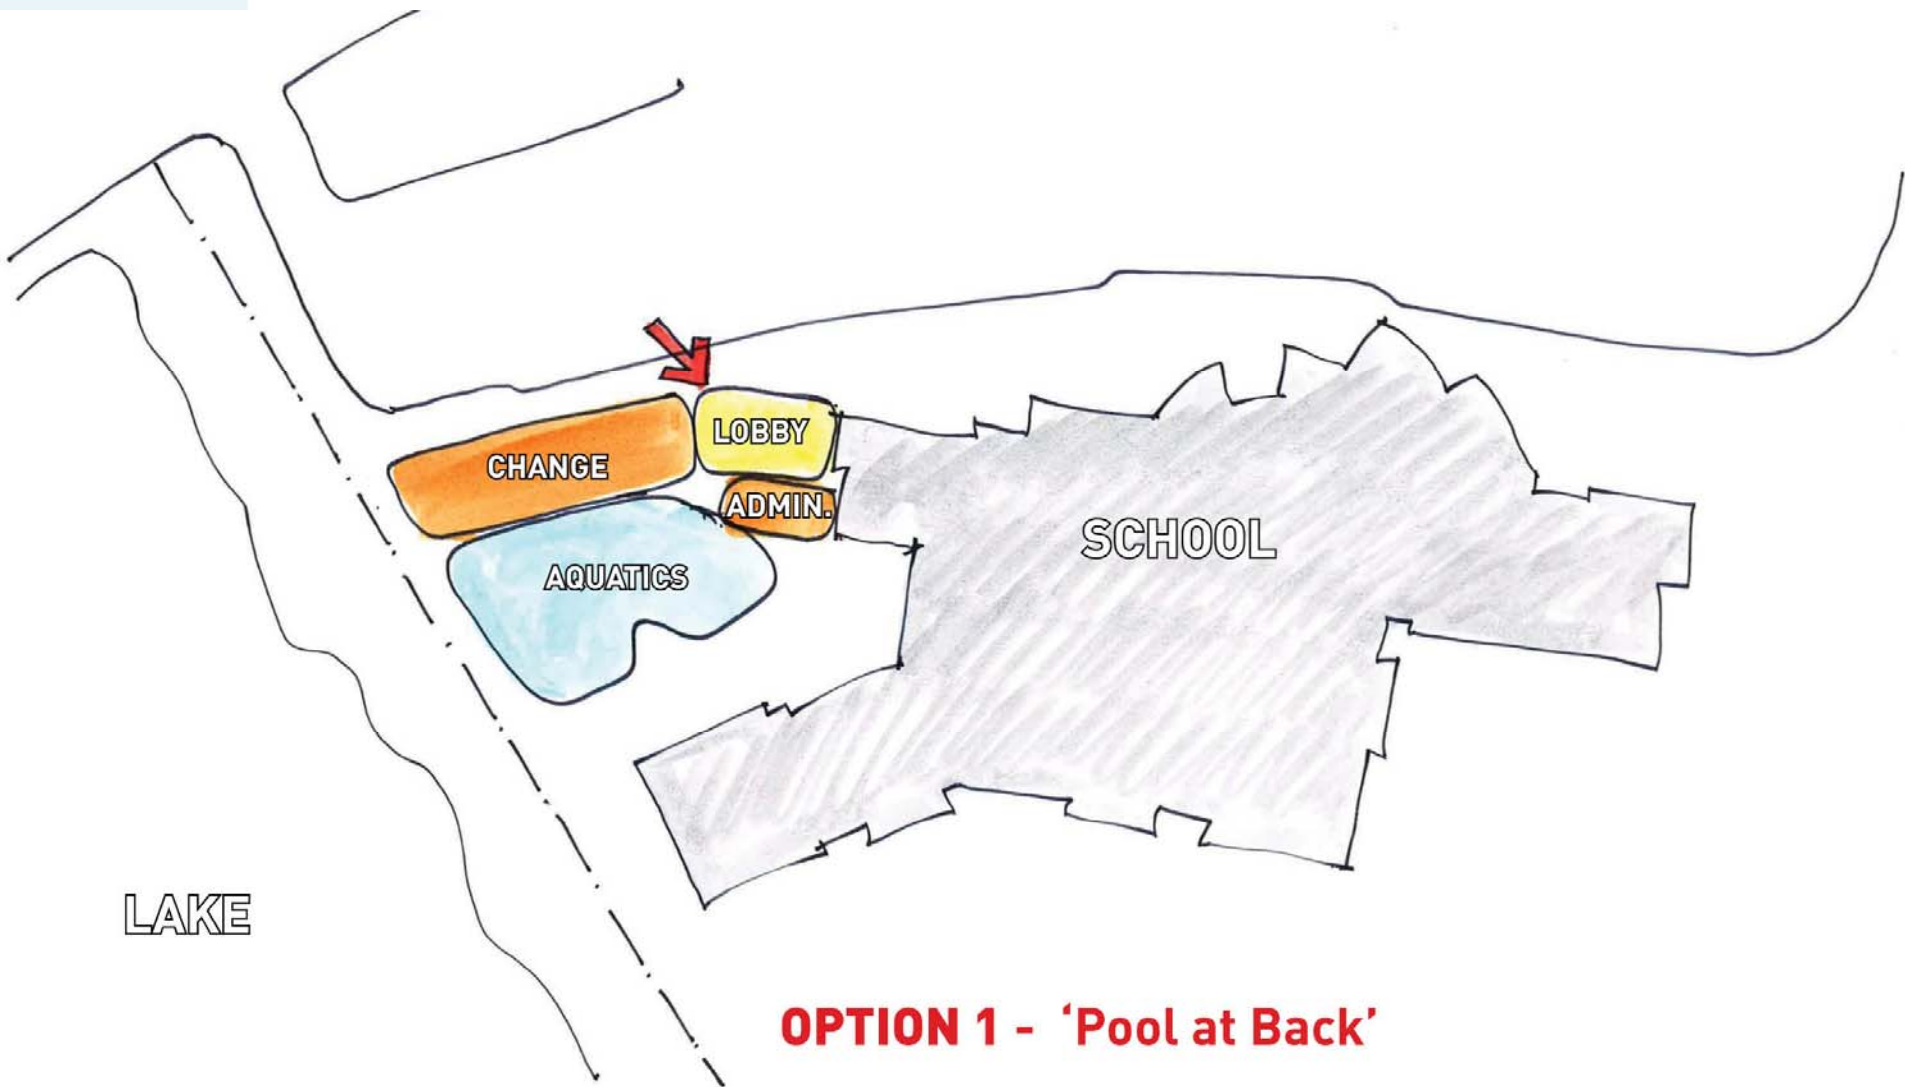 LOBBY
CHANGE
ADMIN.
SCHOOL
AQUATICS
LAKE
OPTION 1 - ‘Pool at Back’